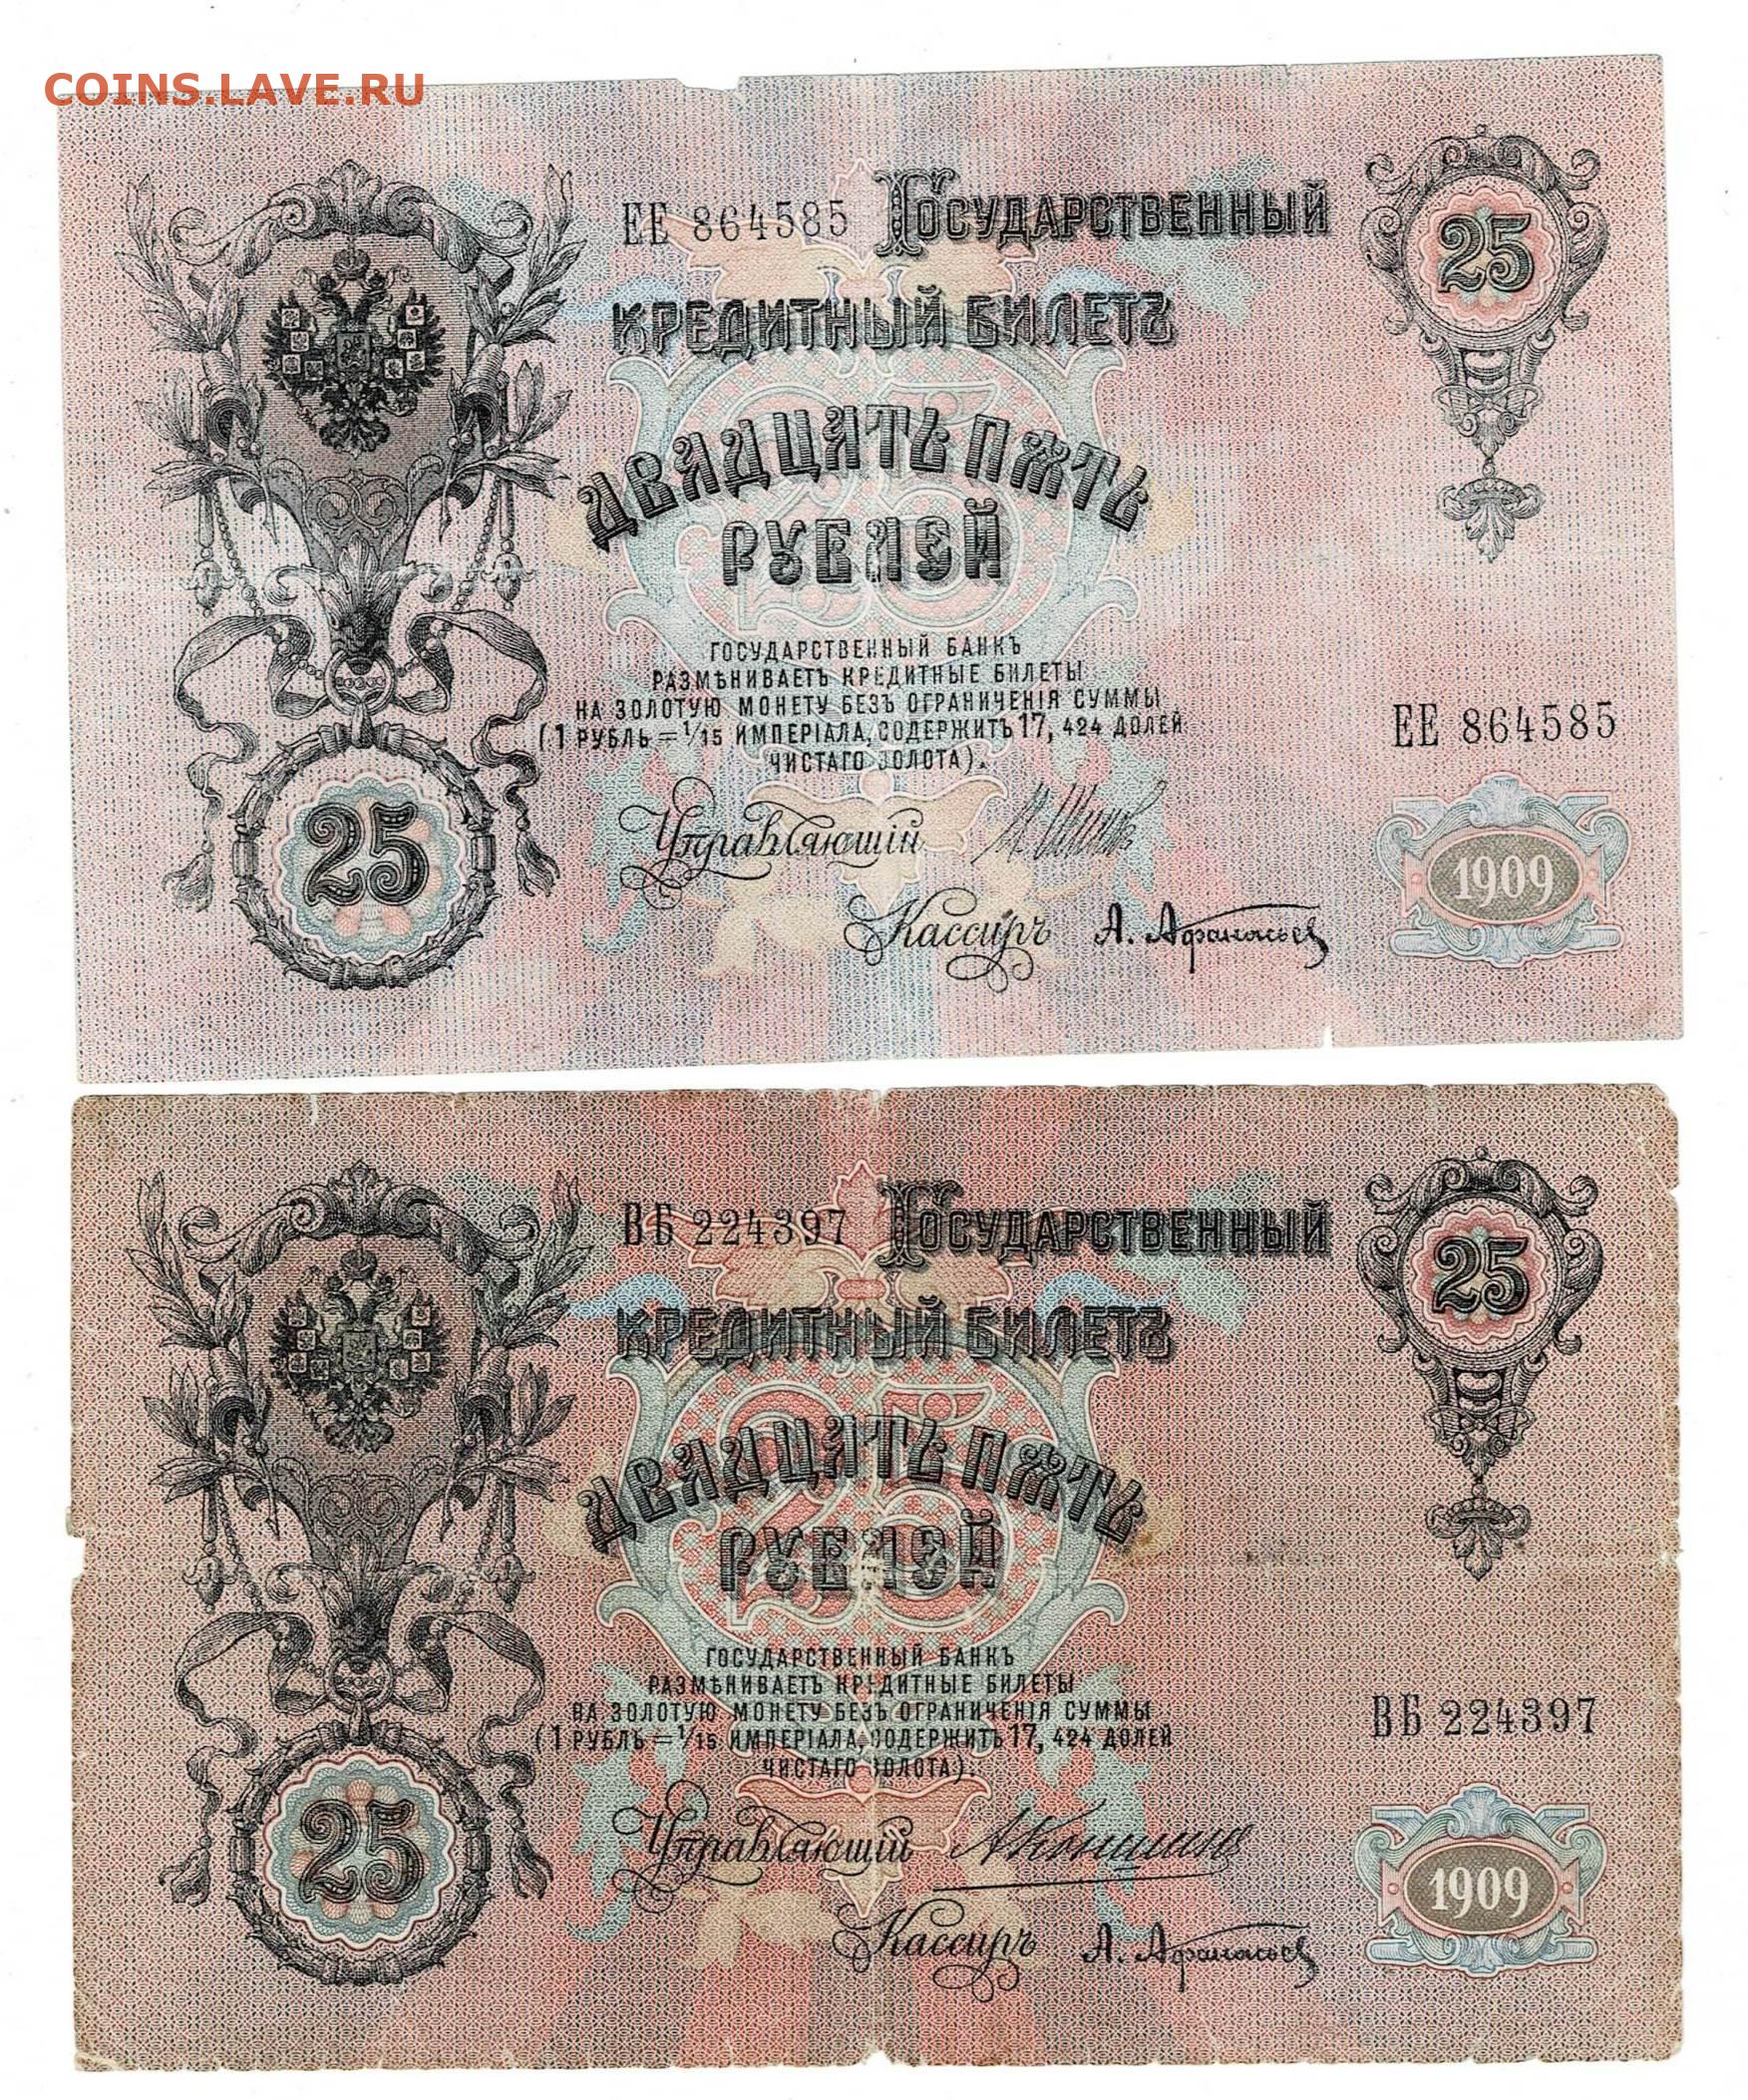 COINS.LAVE.RU
ЕЕ 864585 ГОСУДАРСТВЕННЫЙ
КРЕДИТНЫЙ БИЛЕТЪ
ДВАДЦАТЬ ПЯТЬ
РУБЛЕЙ
ГОСУДАРСТВЕННЫЙ БАНКЪ
РАЗМѢНИВАЕТЪ КРЕДИТНЫЕ БИЛЕТЫ
НА ЗОЛОТУЮ МОНЕТУ БЕЗЪ ОГРАНИЧЕНІЯ СУММЫ
(1 РУБЛЬ = 1/15 ИМПЕРІАЛА, СОДЕРЖИТЪ 17, 424 ДОЛЕЙ
ЧИСТАГО ЗОЛОТА).
Управляющій И Шипов
Кассиръ А. Афанасьев
25
25
ЕЕ 864585
1909
ВБ 224397 ГОСУДАРСТВЕННЫЙ
КРЕДИТНЫЙ БИЛЕТЪ
ДВАДЦАТЬ ПЯТЬ
РУБЛЕЙ
ГОСУДАРСТВЕННЫЙ БАНКЪ
РАЗМѢНИВАЕТЪ КРЕДИТНЫЕ БИЛЕТЫ
НА ЗОЛОТУЮ МОНЕТУ БЕЗЪ ОГРАНИЧЕНІЯ СУММЫ
(1 РУБЛЬ = 1/15 ИМПЕРІАЛА, СОДЕРЖИТЪ 17, 424 ДОЛЕЙ
ЧИСТАГО ЗОЛОТА).
Управляющій А Коншинъ
Кассиръ А. Афанасьев
25
25
ВБ 224397
1909